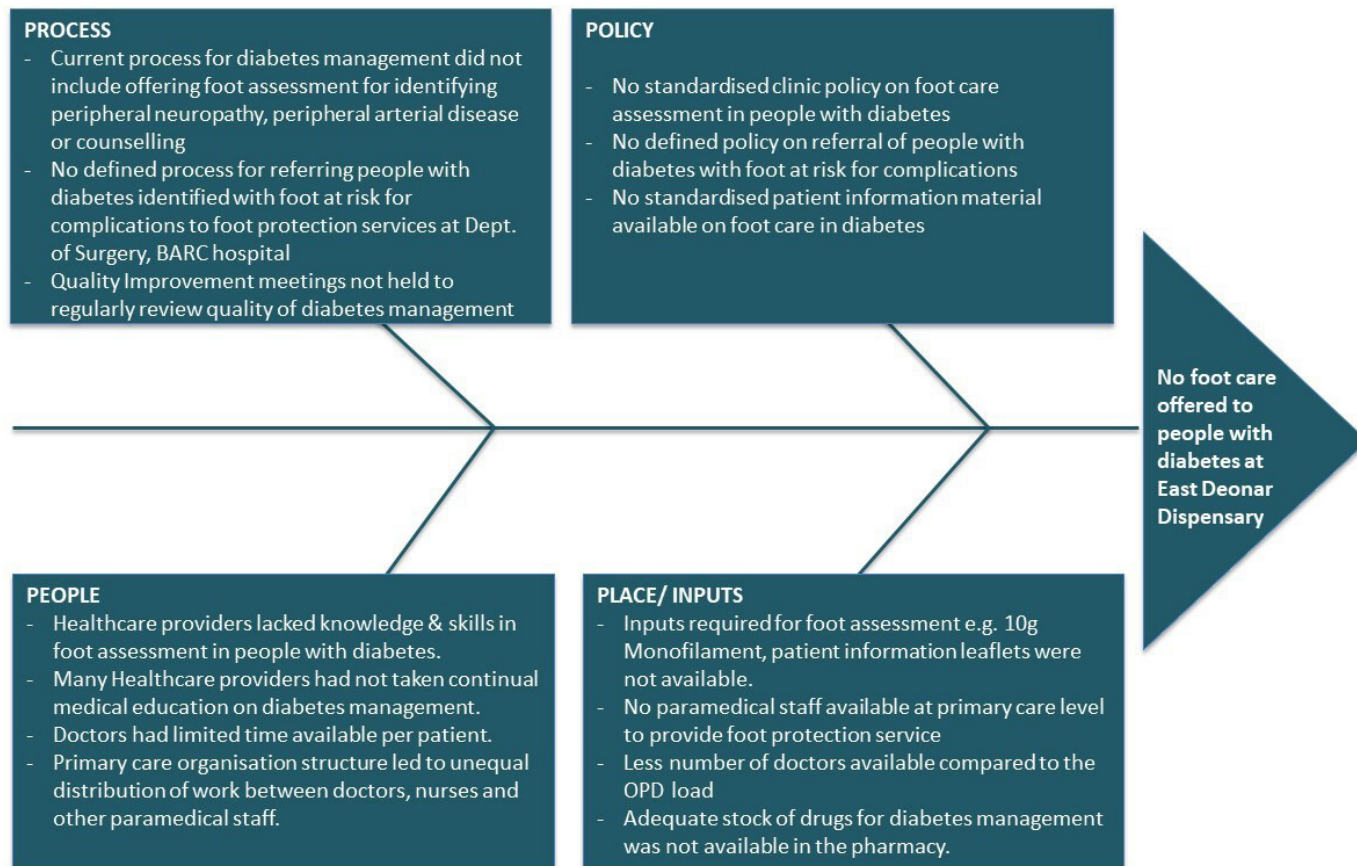 PROCESS
- Current process for diabetes management did not
include offering foot assessment for identifying
peripheral neuropathy, peripheral arterial disease
or counselling
- No defined process for referring people with
diabetes identified with foot at risk for
complications to foot protection services at Dept.
of Surgery, BARC hospital
- Quality Improvement meetings not held to
regularly review quality of diabetes management
POLICY
- No standardised clinic policy on foot care
assessment in people with diabetes
- No defined policy on referral of people with
diabetes with foot at risk for complications
- No standardised patient information material
available on foot care in diabetes
No foot care
offered to
people with
diabetes at
East Deonar
Dispensary
PEOPLE
- Healthcare providers lacked knowledge & skills in
foot assessment in people with diabetes.
- Many Healthcare providers had not taken continual
medical education on diabetes management.
- Doctors had limited time available per patient.
- Primary care organisation structure led to unequal
distribution of work between doctors, nurses and
other paramedical staff.
PLACE/ INPUTS
- Inputs required for foot assessment e.g. 10g
Monofilament, patient information leaflets were
not available.
- No paramedical staff available at primary care level
to provide foot protection service
- Less number of doctors available compared to the
OPD load
- Adequate stock of drugs for diabetes management
was not available in the pharmacy.